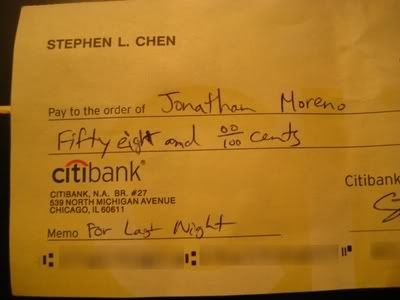 STEPHEN L. CHEN
Pay to the order of Jonathan Moreno
Fifty eight and 00/100 cents
citibank®
CITIBANK, N.A. BR. #27
539 NORTH MICHIGAN AVENUE
CHICAGO, IL 60611
Citibank
Memo For Last Night